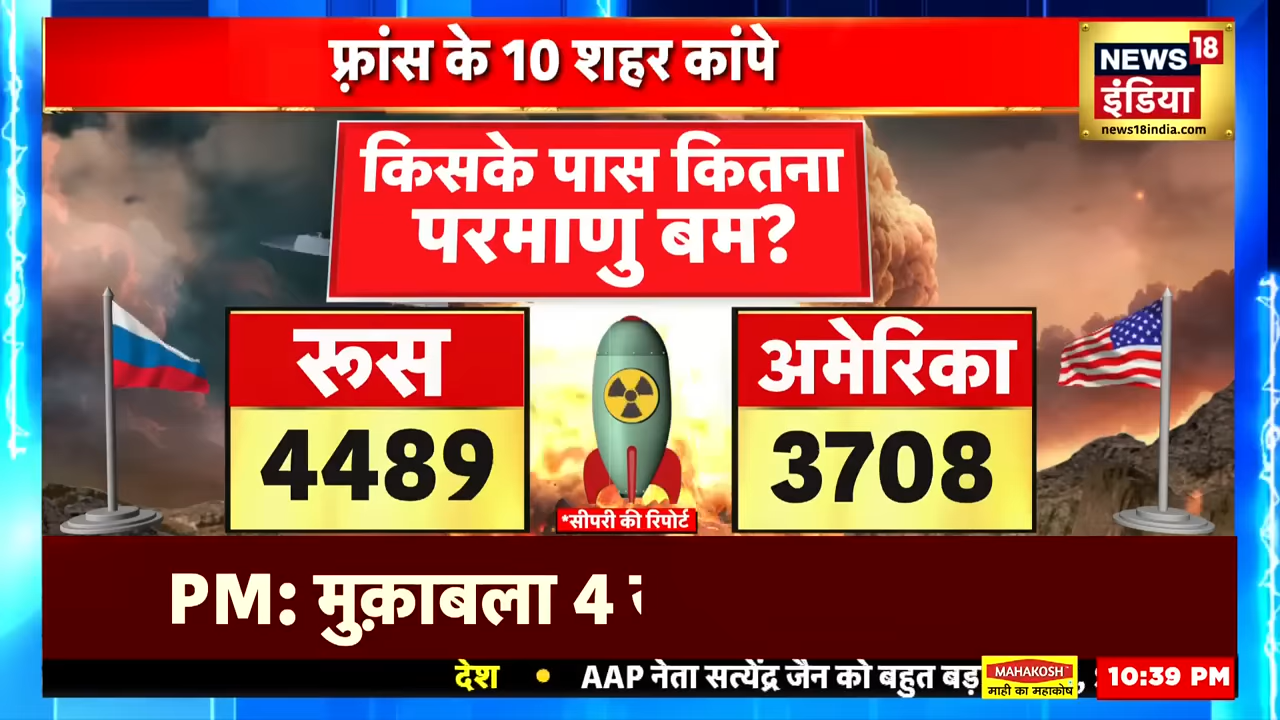 फ़्रांस के 10 शहर कांपे
NEWS 18
इंडिया
news18india.com
किसके पास कितना
परमाणु बम?
रूस
4489
अमेरिका
3708
*सीपरी की रिपोर्ट
PM: मुक़ाबला 4
देश • AAP नेता सत्येंद्र जैन को बहुत
MAHAKOSH
माही का महाकोष
10:39 PM